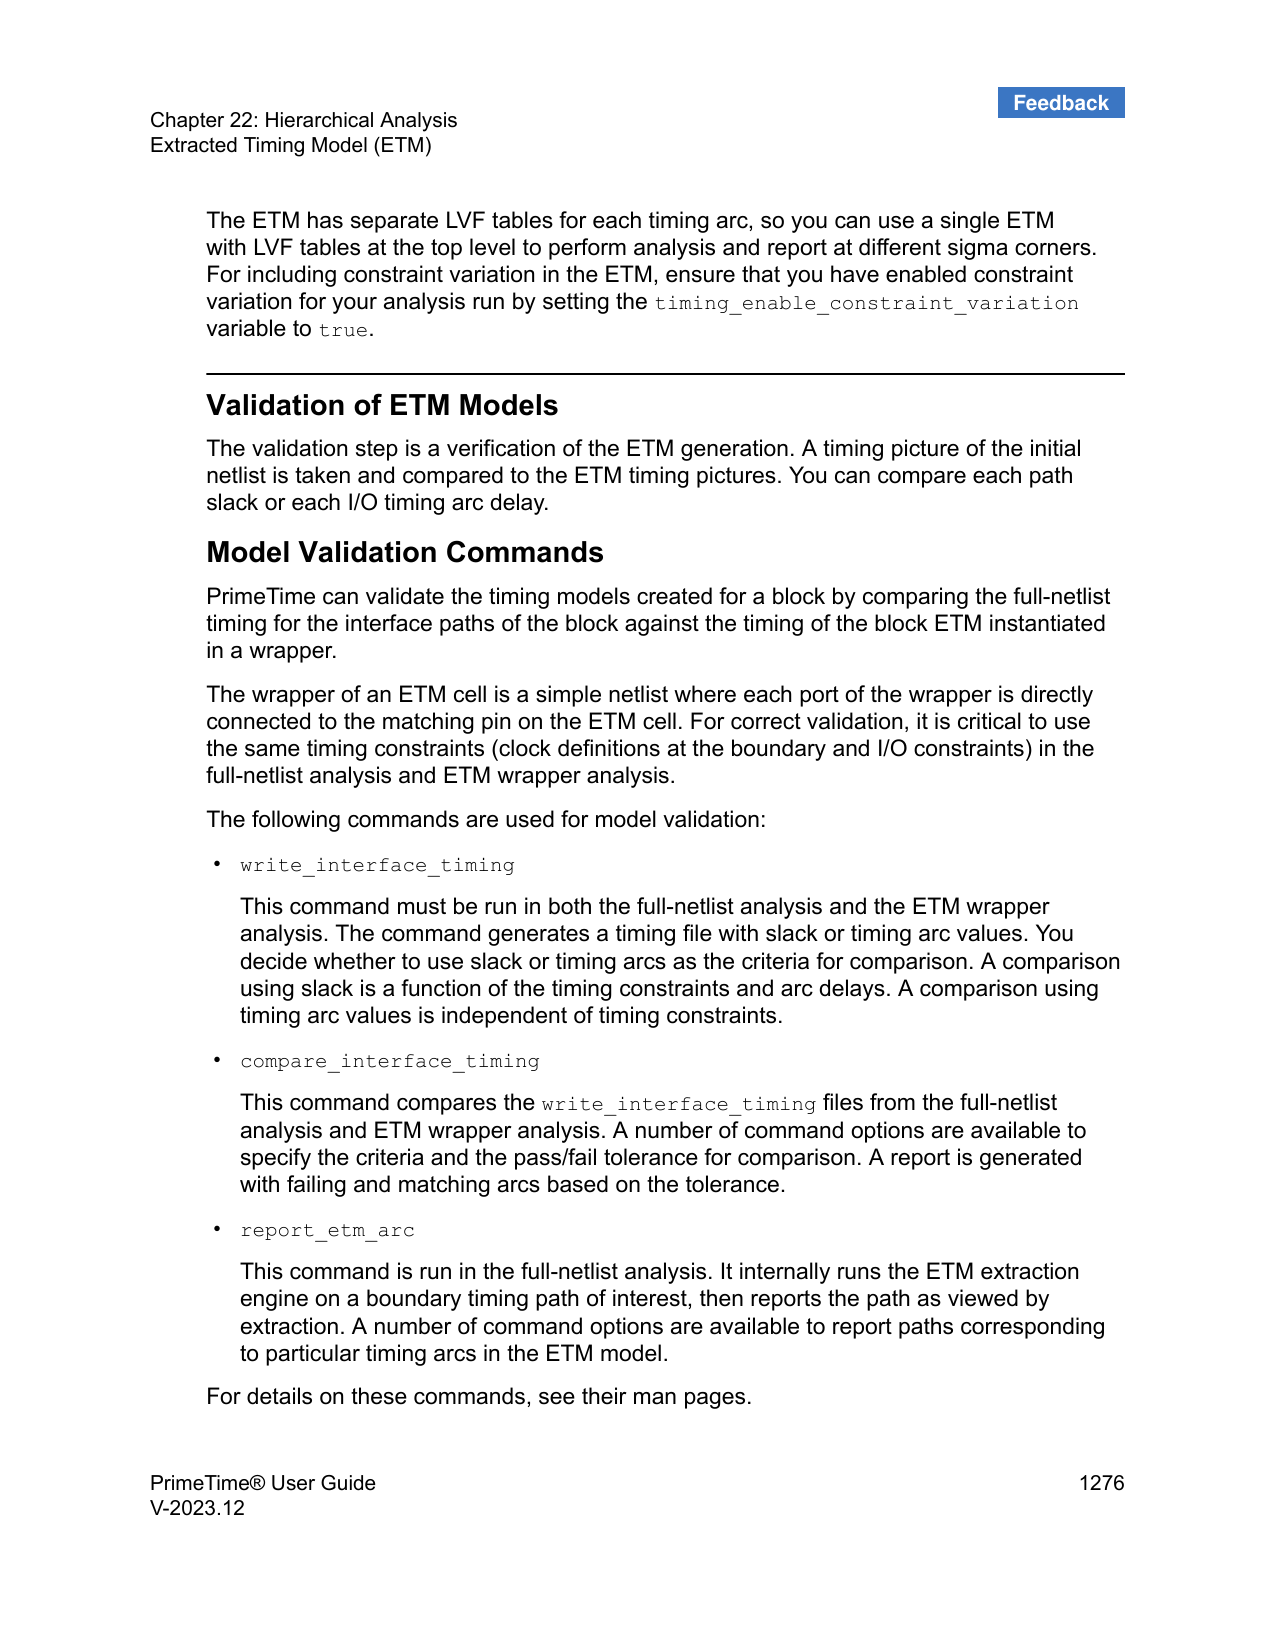 Feedback
Chapter 22: Hierarchical Analysis
Extracted Timing Model (ETM)
The ETM has separate LVF tables for each timing arc, so you can use a single ETM
with LVF tables at the top level to perform analysis and report at different sigma corners.
For including constraint variation in the ETM, ensure that you have enabled constraint
variation for your analysis run by setting the timing_enable_constraint_variation
variable to true.
Validation of ETM Models
The validation step is a verification of the ETM generation. A timing picture of the initial
netlist is taken and compared to the ETM timing pictures. You can compare each path
slack or each I/O timing arc delay.
Model Validation Commands
PrimeTime can validate the timing models created for a block by comparing the full-netlist
timing for the interface paths of the block against the timing of the block ETM instantiated
in a wrapper.
The wrapper of an ETM cell is a simple netlist where each port of the wrapper is directly
connected to the matching pin on the ETM cell. For correct validation, it is critical to use
the same timing constraints (clock definitions at the boundary and I/O constraints) in the
full-netlist analysis and ETM wrapper analysis.
The following commands are used for model validation:
• write_interface_timing
This command must be run in both the full-netlist analysis and the ETM wrapper
analysis. The command generates a timing file with slack or timing arc values. You
decide whether to use slack or timing arcs as the criteria for comparison. A comparison
using slack is a function of the timing constraints and arc delays. A comparison using
timing arc values is independent of timing constraints.
• compare_interface_timing
This command compares the write_interface_timing files from the full-netlist
analysis and ETM wrapper analysis. A number of command options are available to
specify the criteria and the pass/fail tolerance for comparison. A report is generated
with failing and matching arcs based on the tolerance.
• report_etm_arc
This command is run in the full-netlist analysis. It internally runs the ETM extraction
engine on a boundary timing path of interest, then reports the path as viewed by
extraction. A number of command options are available to report paths corresponding
to particular timing arcs in the ETM model.
For details on these commands, see their man pages.
PrimeTime® User Guide 1276
V-2023.12